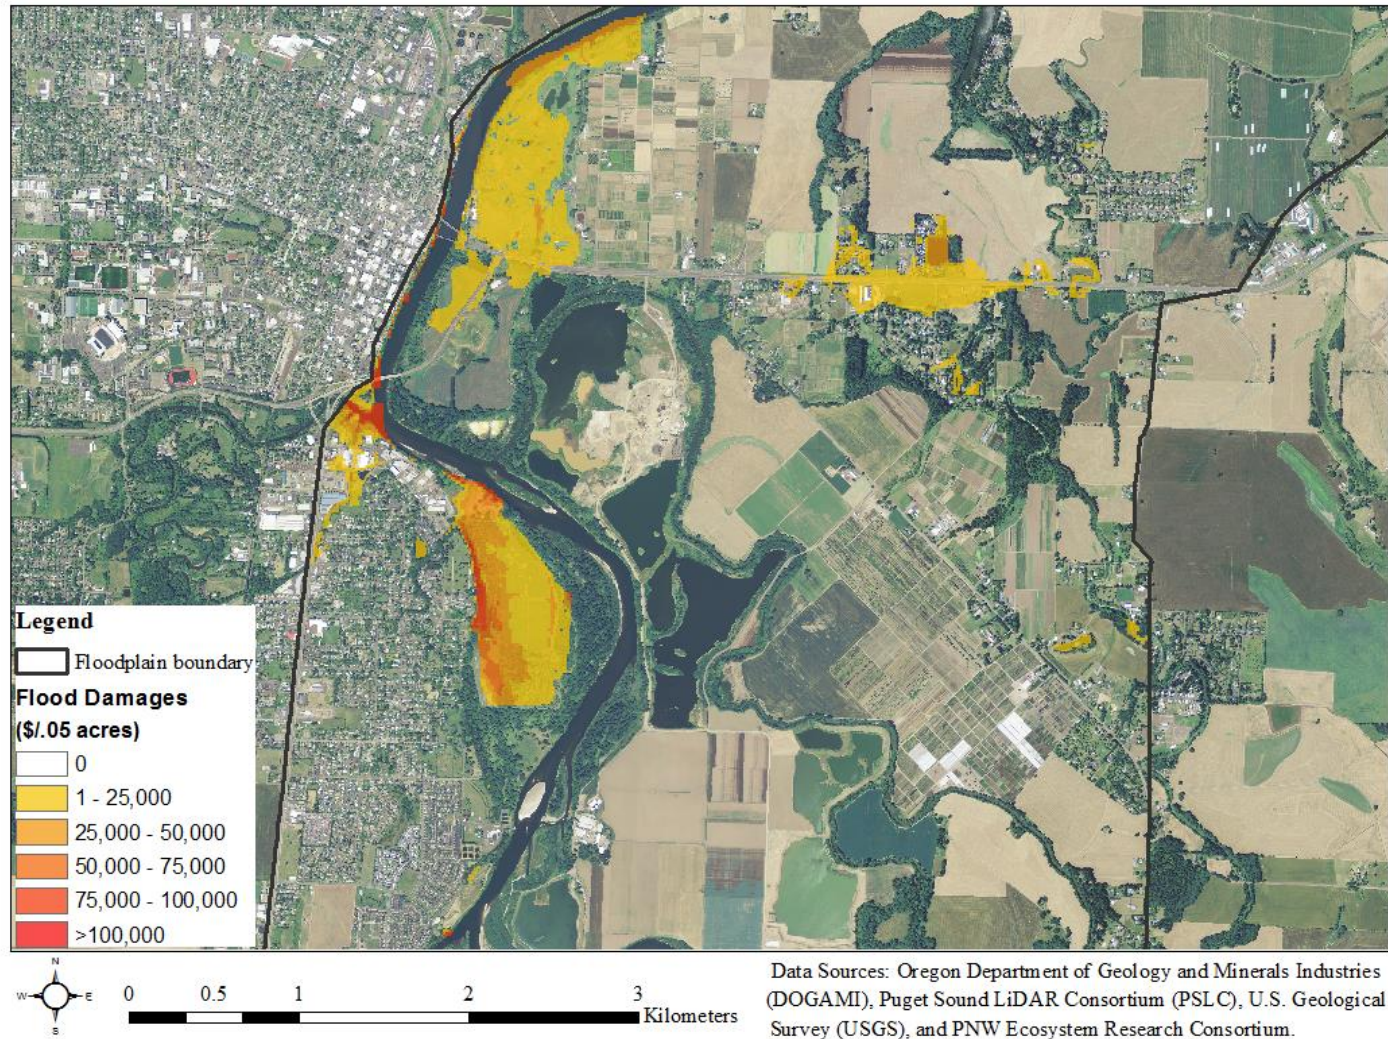 Legend
Floodplain boundary
Flood Damages
($/.05 acres)
0
1 - 25,000
25,000 - 50,000
50,000 - 75,000
75,000 - 100,000
>100,000
N
W E
S
0 0.5 1 2 3
Kilometers
Data Sources: Oregon Department of Geology and Minerals Industries
(DOGAMI), Puget Sound LiDAR Consortium (PSLC), U.S. Geological
Survey (USGS), and PNW Ecosystem Research Consortium.